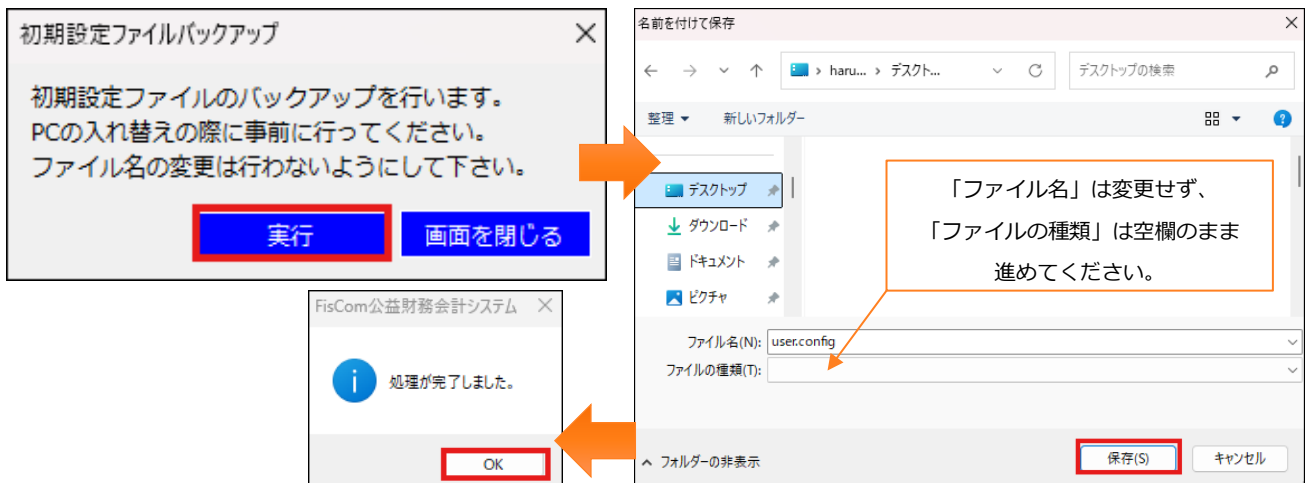 初期設定ファイルバックアップ
初期設定ファイルのバックアップを行います。
PCの入れ替えの際に事前に行ってください。
ファイル名の変更は行わないようにして下さい。
実行
画面を閉じる
名前を付けて保存
haru... › デスクト...
デスクトップの検索
整理
新しいフォルダー
デスクトップ
ダウンロード
ドキュメント
ピクチャ
「ファイル名」は変更せず、
「ファイルの種類」は空欄のまま
進めてください。
ファイル名(N): user.config
ファイルの種類(T):
フォルダーの非表示
保存(S)
キャンセル
FisCom公益財務会計システム
処理が完了しました。
OK